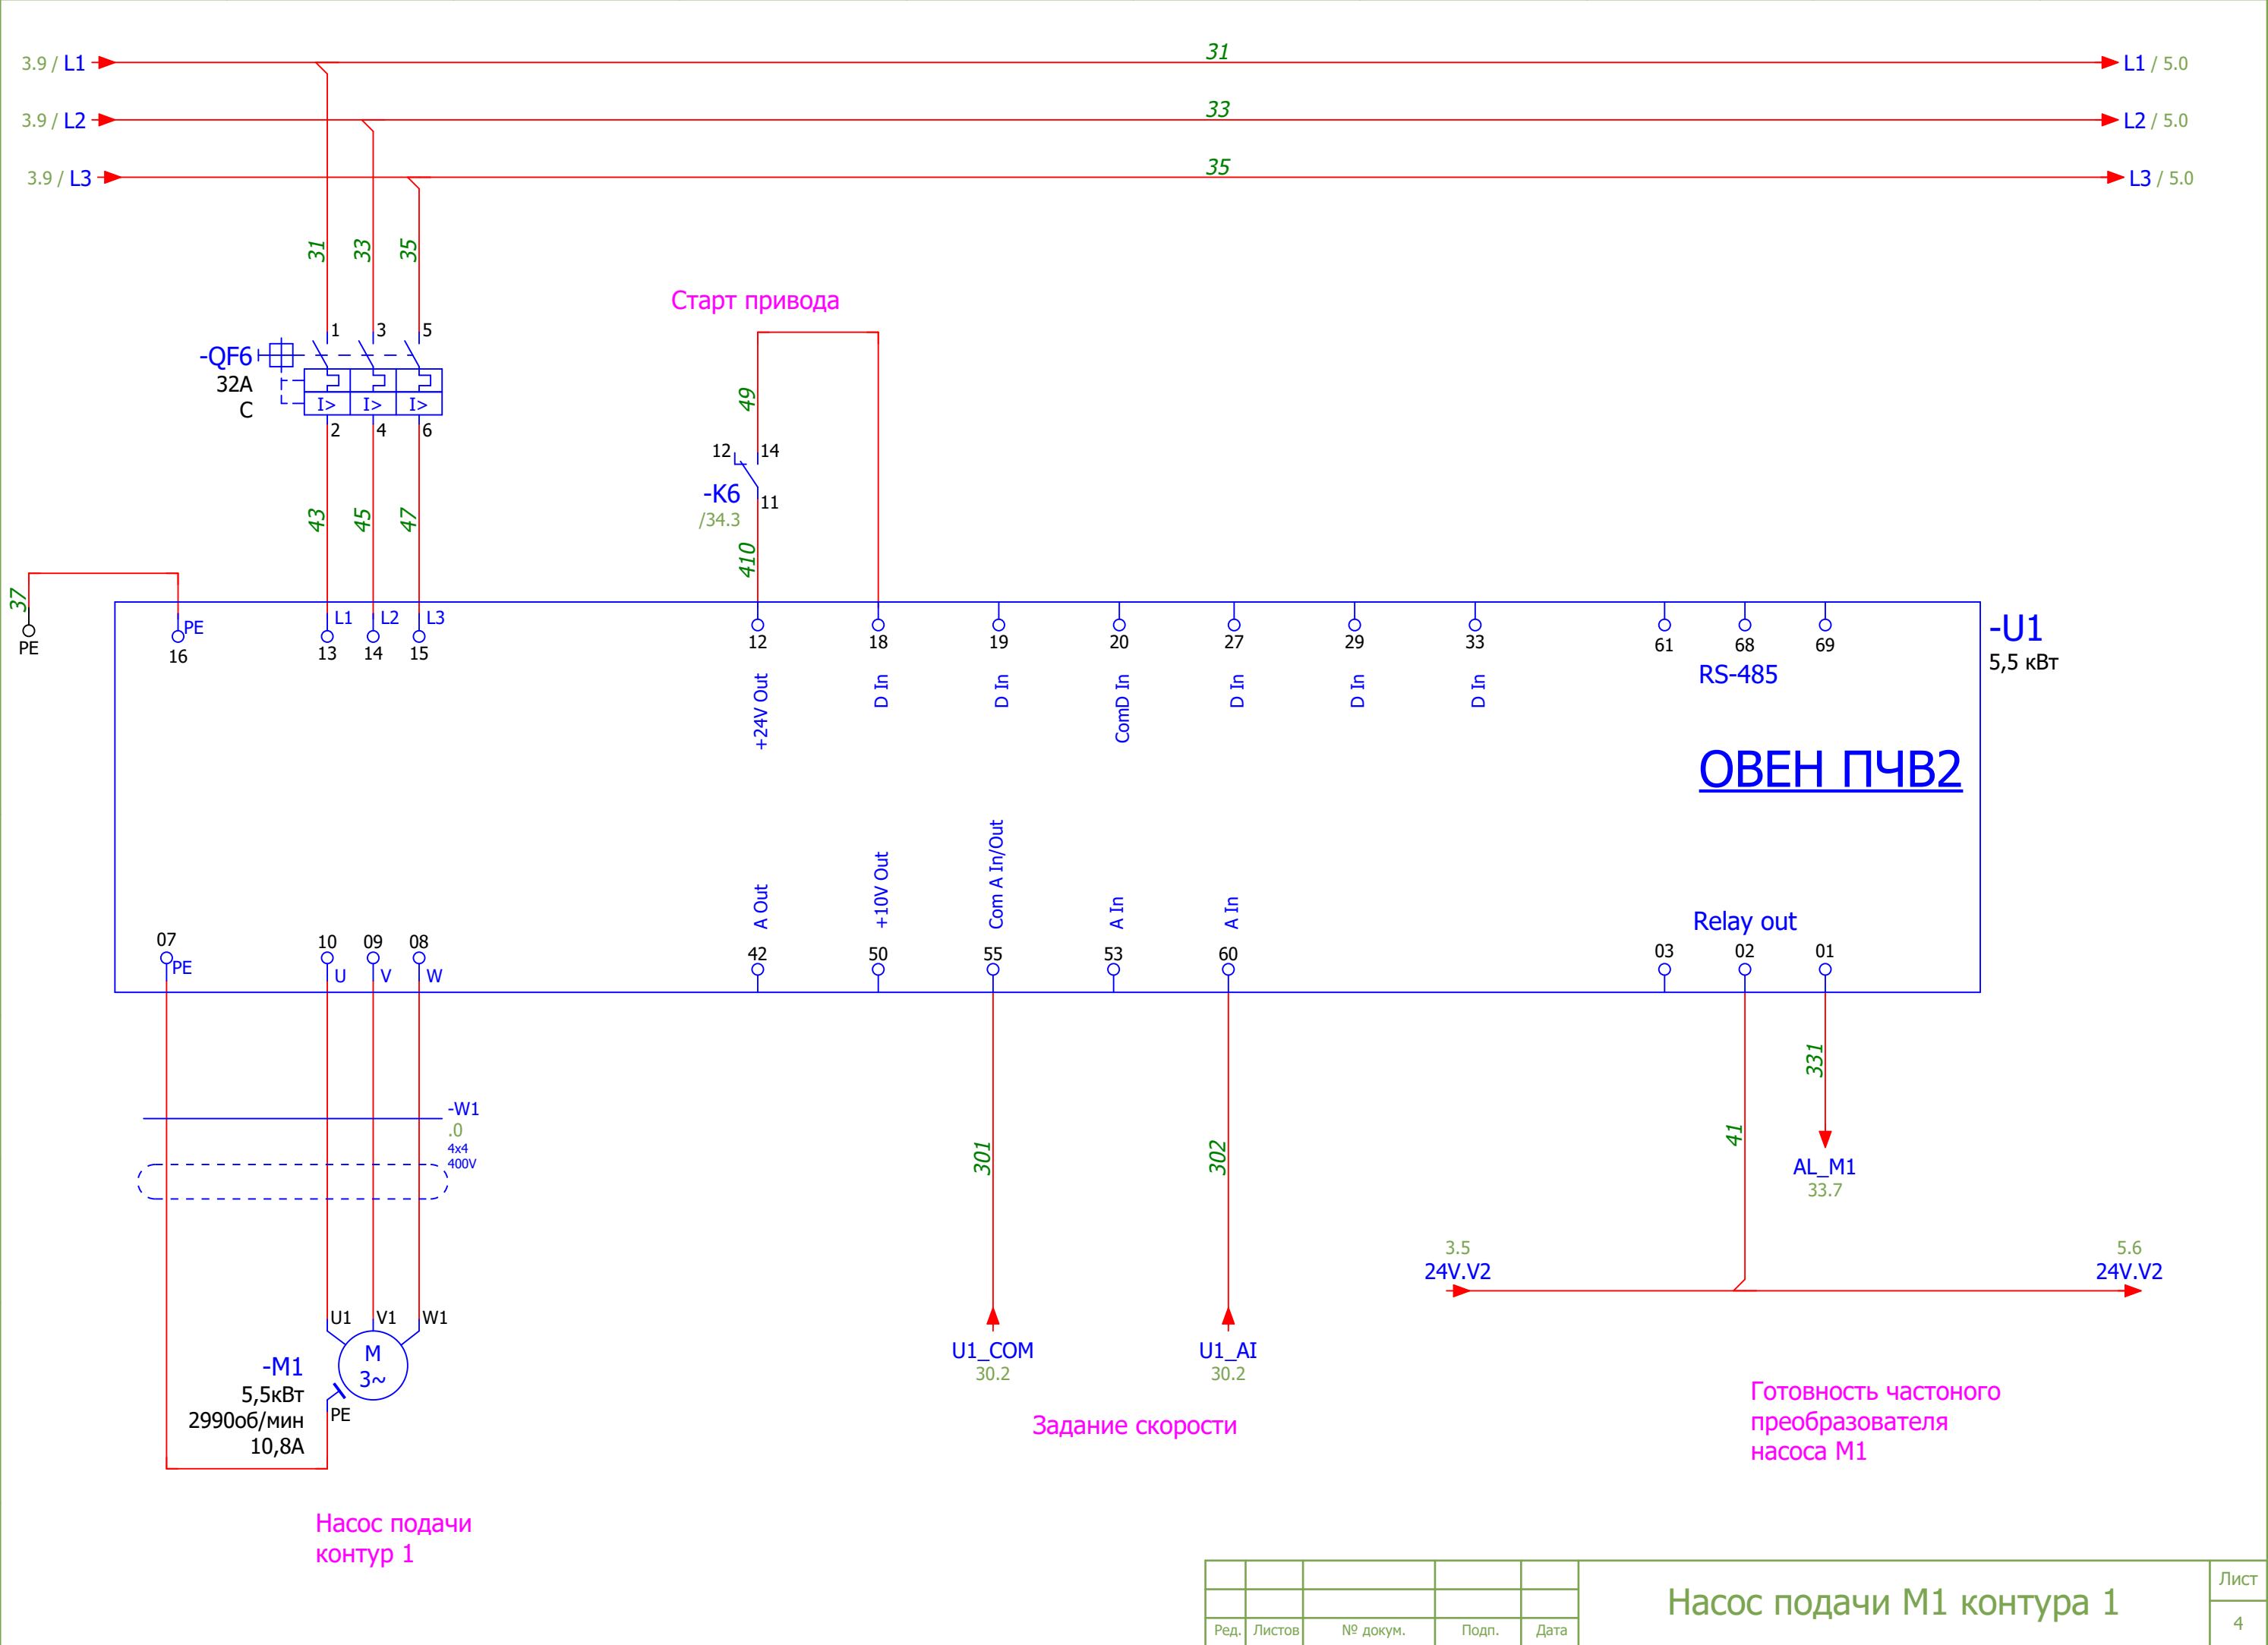 3.9 / L1
31
L1 / 5.0
3.9 / L2
33
L2 / 5.0
3.9 / L3
35
L3 / 5.0
31
33
35
Старт привода
1
3
5
-QF6
32A
C
I>
I>
I>
2
4
6
49
12
14
-K6
/34.3
11
410
43
45
47
37
PE
PE
16
L1
L2
L3
13
14
15
12
18
19
20
27
29
33
61
68
69
+24V Out
D In
D In
ComD In
D In
D In
D In
RS-485
-U1
5,5 кВт
ОВЕН ПЧВ2
A Out
+10V Out
Com A In/Out
A In
A In
Relay out
07
10
09
08
PE
U
V
W
42
50
55
53
60
03
02
01
-W1
.0
4x4
400V
301
302
41
331
AL_M1
33.7
3.5
24V.V2
5.6
24V.V2
U1
V1
W1
M
3~
-M1
5,5кВт
2990об/мин
10,8А
PE
U1_COM
30.2
U1_AI
30.2
Задание скорости
Готовность частоного
преобразователя
насоса М1
Насос подачи
контур 1
Насос подачи М1 контура 1
Лист
4
Ред.
Листов
№ докум.
Подп.
Дата